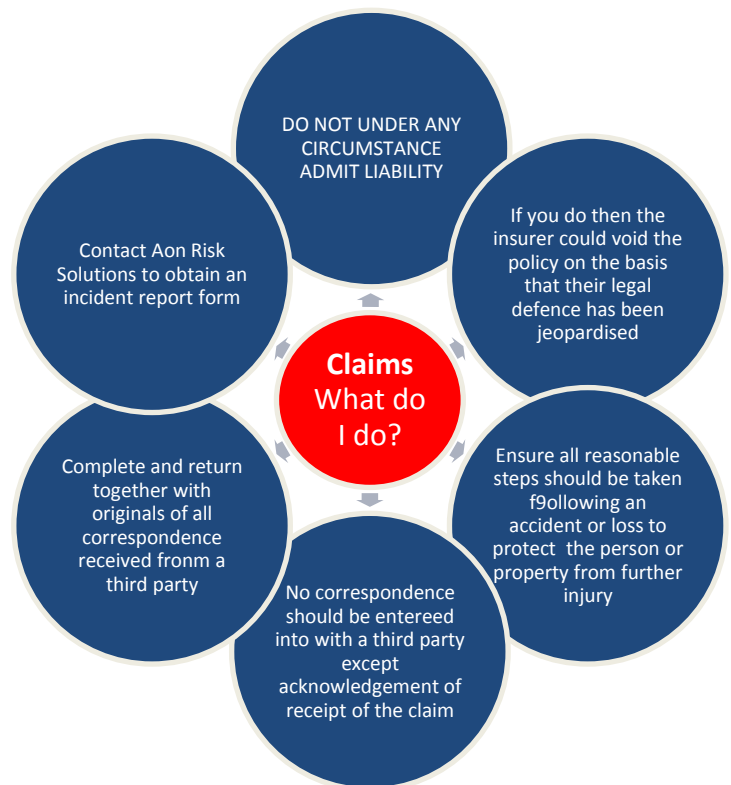 DO NOT UNDER ANY
CIRCUMSTANCE
ADMIT LIABILITY
If you do then the
insurer could void the
policy on the basis
that their legal
defence has been
jeopardised
Ensure all reasonable
steps should be taken
f9ollowing an
accident or loss to
protect the person or
property from further
injury
No correspondence
should be entereed
into with a third party
except
acknowledgement of
receipt of the claim
Complete and return
together with
originals of all
correspondence
received fronm a
third party
Contact Aon Risk
Solutions to obtain an
incident report form
Claims
What do
I do?